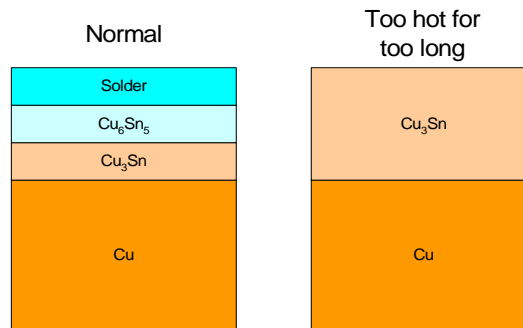 Normal
Solder
Cu₆Sn₅
Cu₃Sn
Cu
Too hot for
too long
Cu₃Sn
Cu